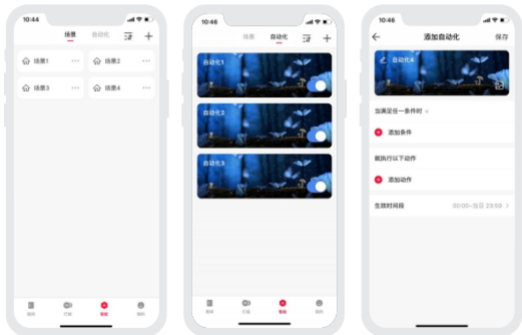 10:44
场景 自动化
场景1 场景2
场景3 场景4
智能
10:46
场景 自动化
自动化1
自动化2
自动化3
智能
10:46
添加自动化 保存
自动化4
当满足任一条件时
添加条件
就执行以下动作
添加动作
生效时间段 00:00-当日 23:59